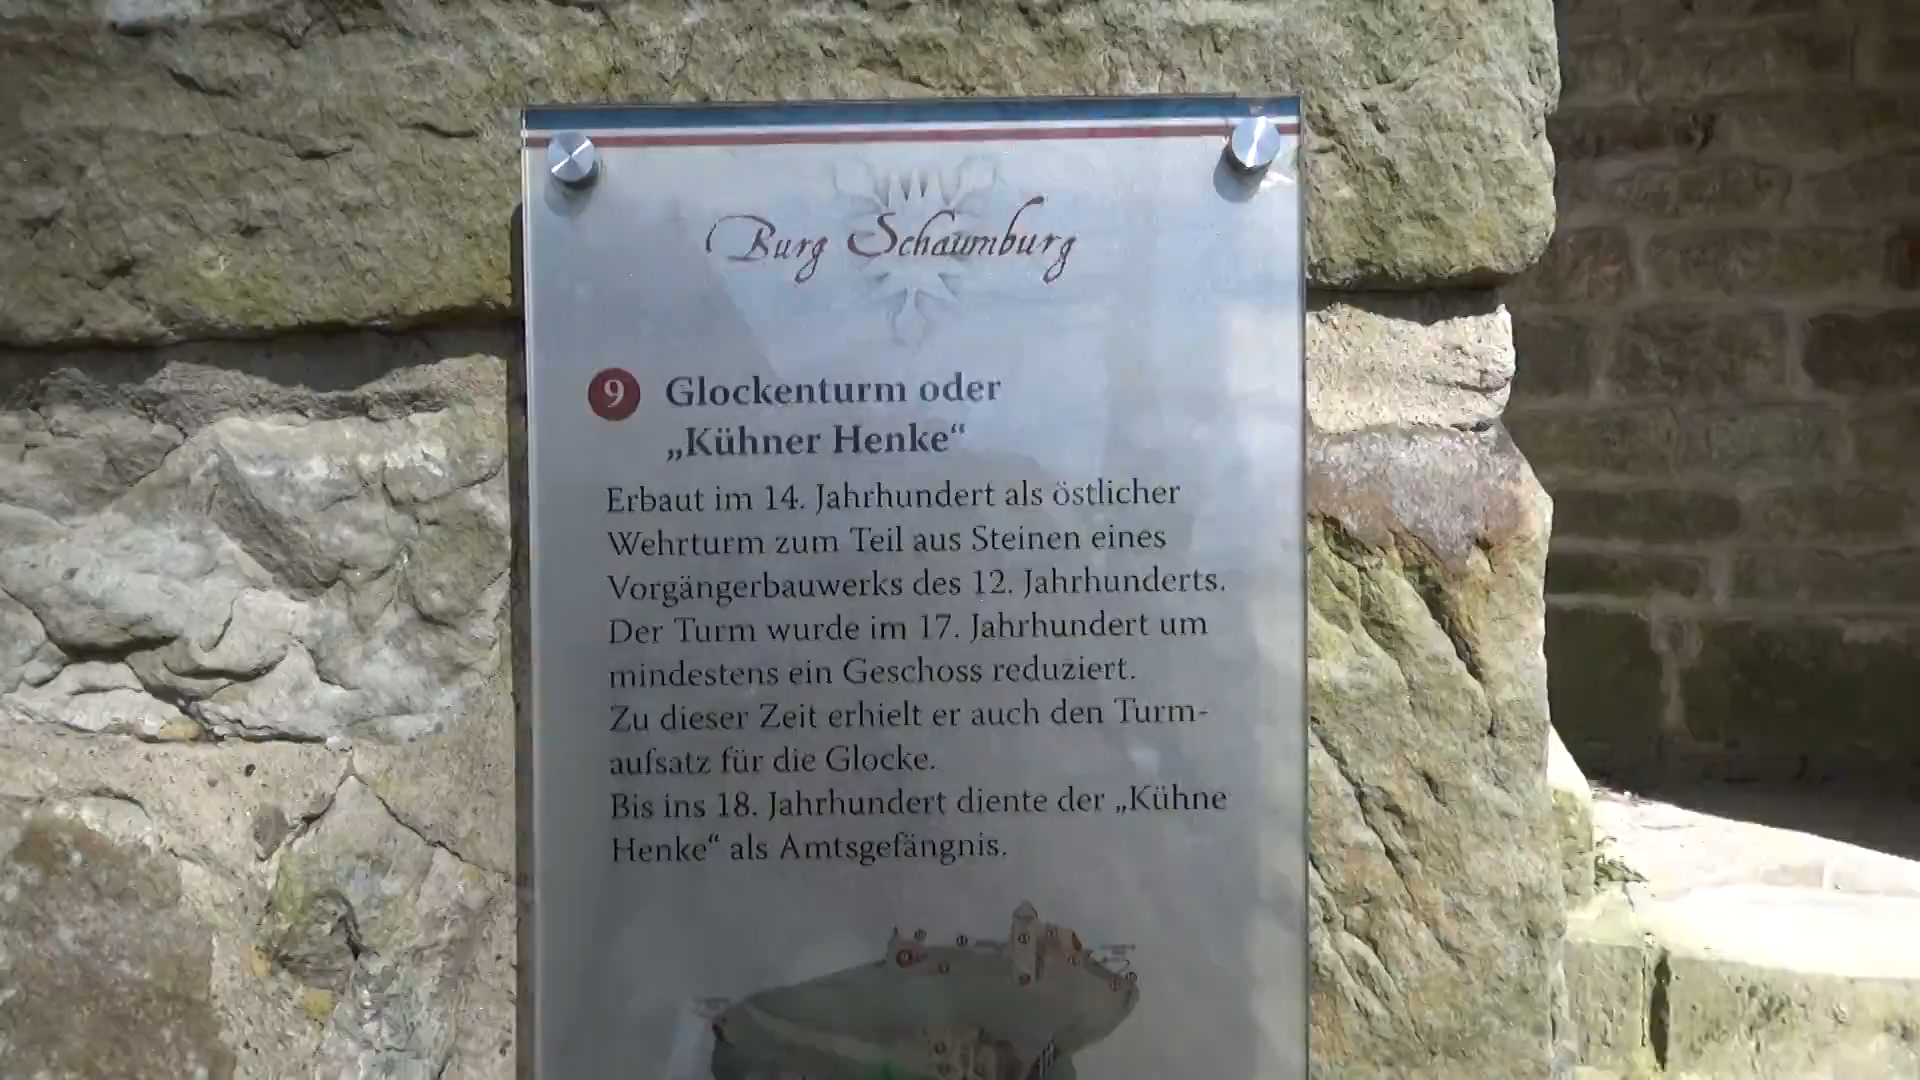 Burg Schaumburg
9 Glockenturm oder
„Kühner Henke“
Erbaut im 14. Jahrhundert als östlicher
Wehrturm zum Teil aus Steinen eines
Vorgängerbauwerks des 12. Jahrhunderts.
Der Turm wurde im 17. Jahrhundert um
mindestens ein Geschoss reduziert.
Zu dieser Zeit erhielt er auch den Turm-
aufsatz für die Glocke.
Bis ins 18. Jahrhundert diente der „Kühne
Henke“ als Amtsgefängnis.